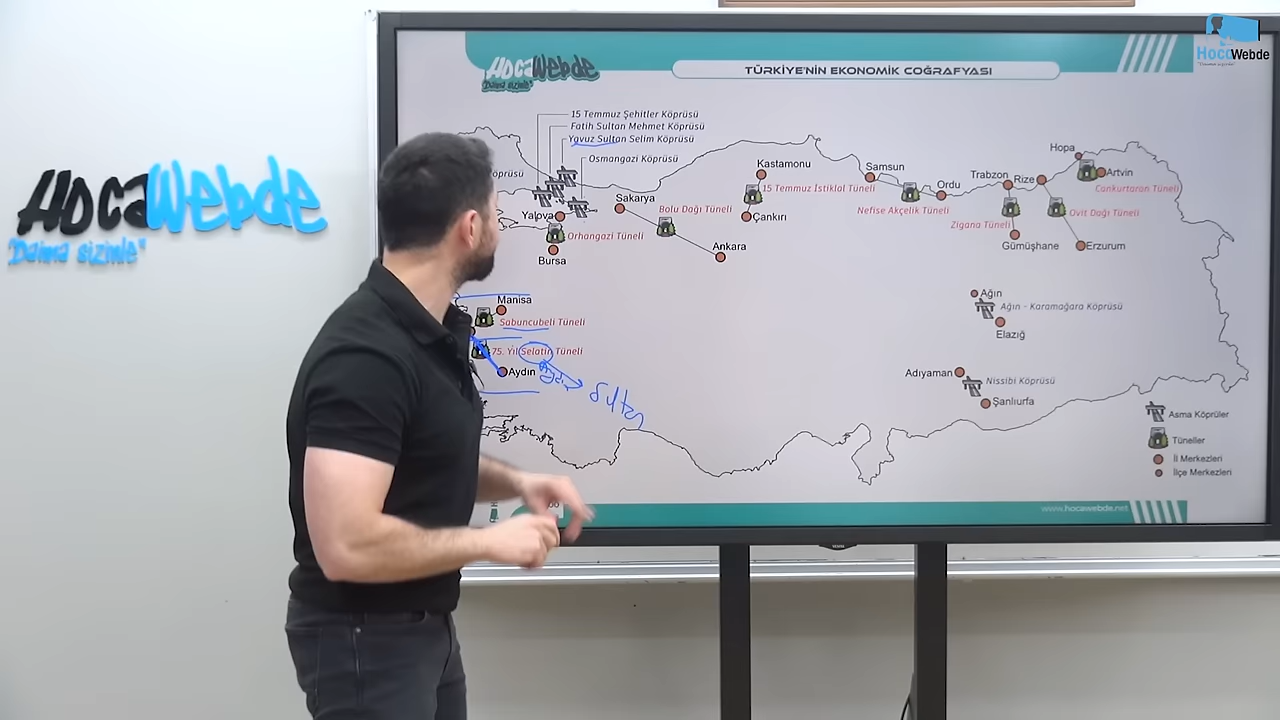 HocaWebde
"Daima sizinle"
HocaWebde
"Daima sizinle"
TÜRKİYE'NİN EKONOMİK COĞRAFYASI
HocaWebde
15 Temmuz Şehitler Köprüsü
Fatih Sultan Mehmet Köprüsü
Yavuz Sultan Selim Köprüsü
Osmangazi Köprüsü
Köprüsü
Yalova
Orhangazi Tüneli
Bursa
Sakarya
Bolu Dağı Tüneli
Ankara
Kastamonu
15 Temmuz İstiklal Tüneli
Çankırı
Samsun
Nefise Akçelik Tüneli
Ordu
Trabzon
Rize
Zigana Tüneli
Gümüşhane
Hopa
Artvin
Cankurtaran Tüneli
Ovit Dağı Tüneli
Erzurum
Manisa
Sabuncubeli Tüneli
75. Yıl Selatin Tüneli
Aydın
Sultan
Ağın
Ağın - Karamağara Köprüsü
Elazığ
Adıyaman
Nissibi Köprüsü
Şanlıurfa
Asma Köprüler
Tüneller
İl Merkezleri
İlçe Merkezleri
www.hocawebde.net